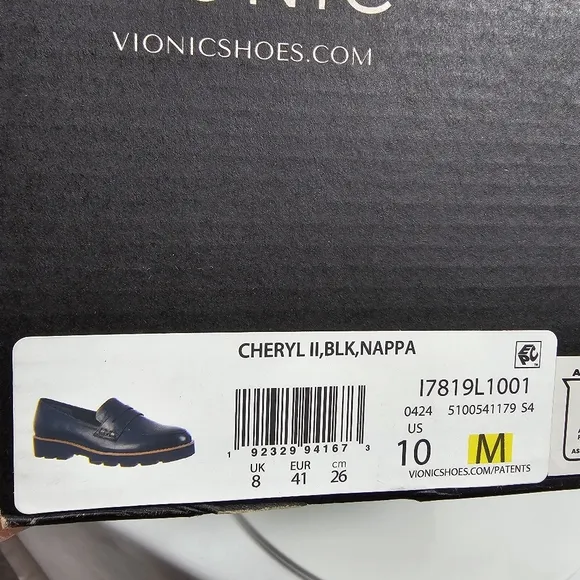 VIONICSHOES.COM
CHERYL II,BLK,NAPPA
EPC
I7819L1001
0424 5100541179 S4
1 92329 94167 3
US
10 M
UK EUR cm
8 41 26
VIONICSHOES.COM/PATENTS